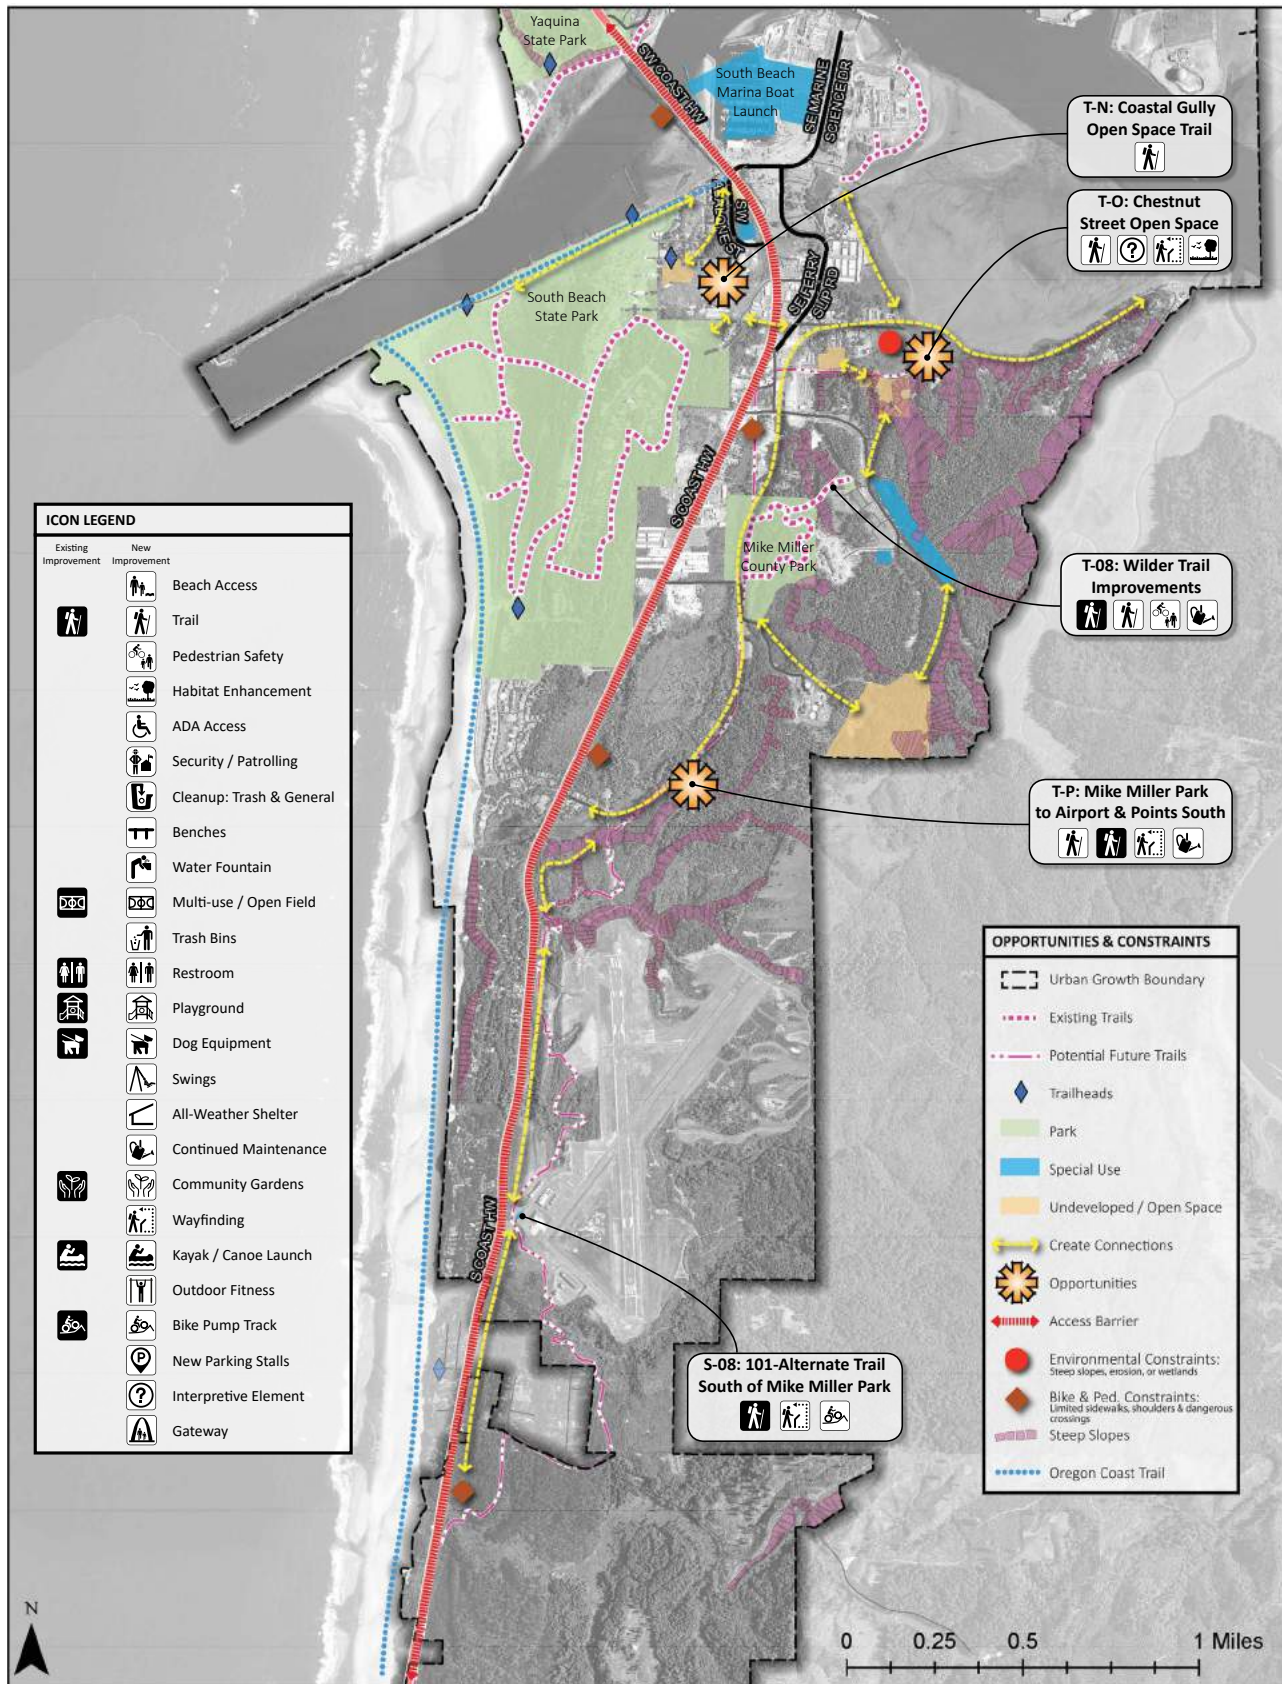 Yaquina
State Park
SW COAST HW
South Beach
Marina Boat
Launch
SE MARINE
SCIENCE DR
T-N: Coastal Gully
Open Space Trail
T-O: Chestnut
Street Open Space
SW
SE FERRY
SLIP RD
South Beach
State Park
S COAST HW
Mike Miller
County Park
T-08: Wilder Trail
Improvements
T-P: Mike Miller Park
to Airport & Points South
S COAST HW
S-08: 101-Alternate Trail
South of Mike Miller Park
ICON LEGEND
Existing
Improvement
New
Improvement
Beach Access
Trail
Pedestrian Safety
Habitat Enhancement
ADA Access
Security / Patrolling
Cleanup: Trash & General
Benches
Water Fountain
Multi-use / Open Field
Trash Bins
Restroom
Playground
Dog Equipment
Swings
All-Weather Shelter
Continued Maintenance
Community Gardens
Wayfinding
Kayak / Canoe Launch
Outdoor Fitness
Bike Pump Track
P
New Parking Stalls
?
Interpretive Element
Gateway
OPPORTUNITIES & CONSTRAINTS
Urban Growth Boundary
Existing Trails
Potential Future Trails
Trailheads
Park
Special Use
Undeveloped / Open Space
Create Connections
Opportunities
Access Barrier
Environmental Constraints:
Steep slopes, erosion, or wetlands
Bike & Ped. Constraints:
Limited sidewalks, shoulders & dangerous
crossings
Steep Slopes
Oregon Coast Trail
N
0 0.25 0.5 1 Miles